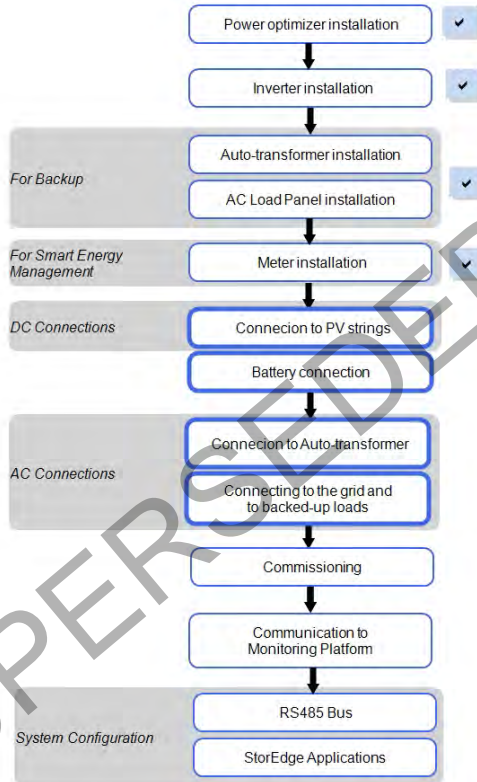 Power optimizer installation
Inverter installation
Auto-transformer installation
For Backup
AC Load Panel installation
For Smart Energy
Management
Meter installation
DC Connections
Connecion to PV strings
Battery connection
Connecion to Auto-transformer
AC Connections
Connecting to the grid and
to backed-up loads
Commissioning
Communication to
Monitoring Platform
RS485 Bus
System Configuration
StorEdge Applications
PERSEDE